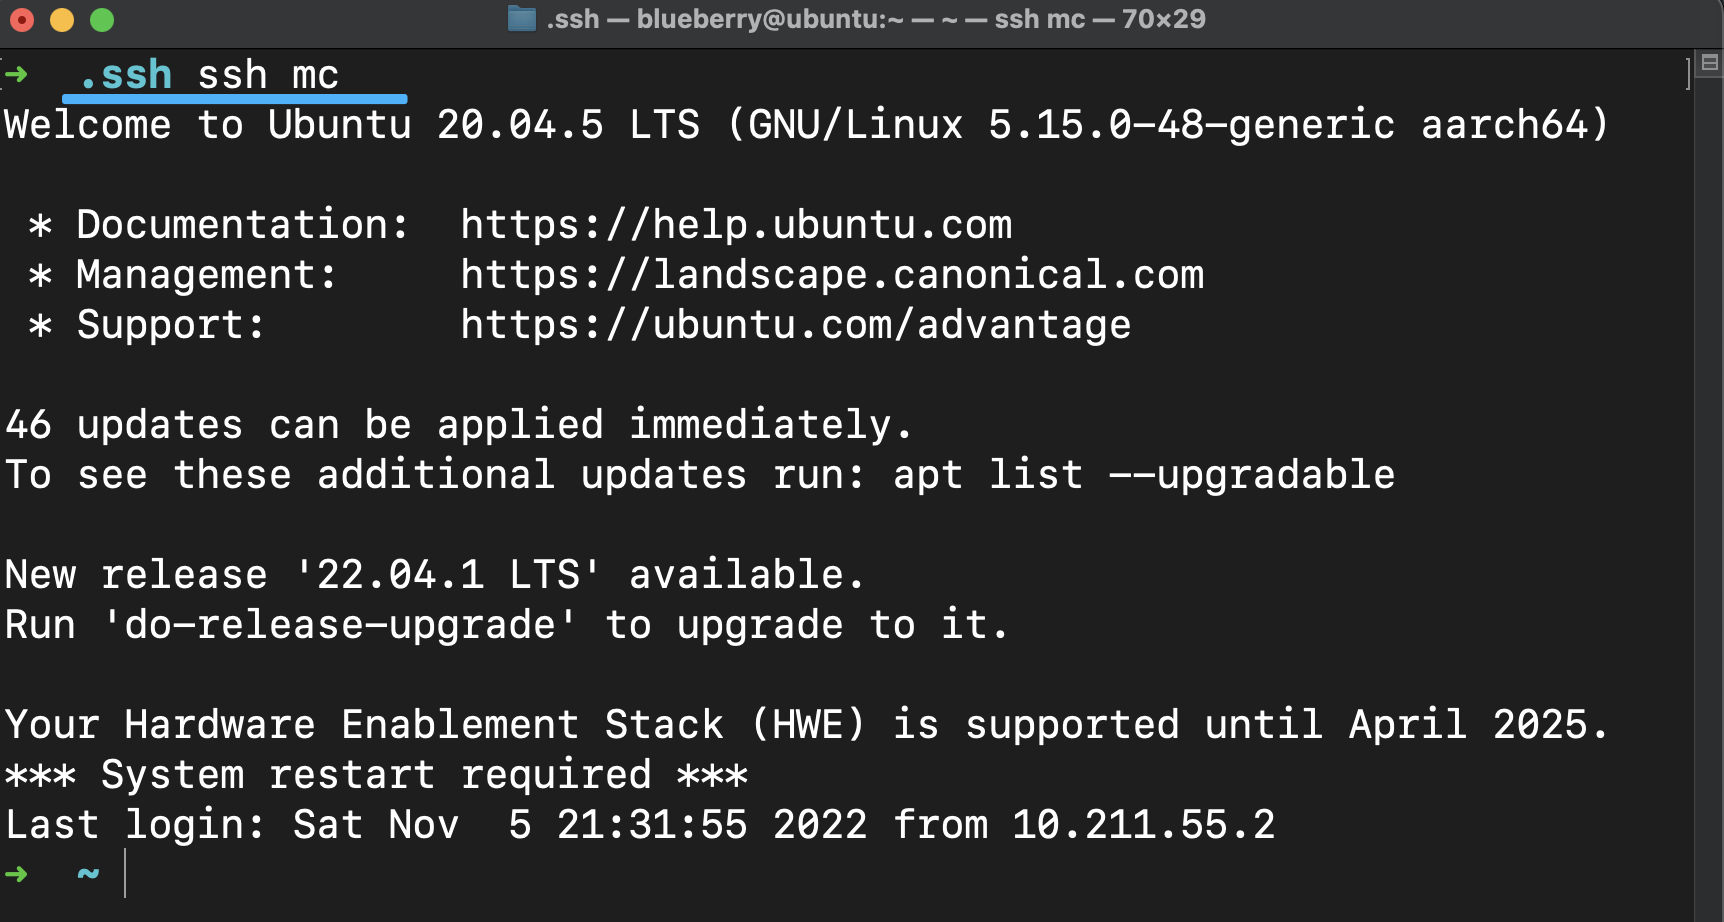 .ssh — blueberry@ubuntu:~ — ~ — ssh mc — 70×29
➜  .ssh ssh mc
Welcome to Ubuntu 20.04.5 LTS (GNU/Linux 5.15.0-48-generic aarch64)
* Documentation:  https://help.ubuntu.com
* Management:     https://landscape.canonical.com
* Support:        https://ubuntu.com/advantage
46 updates can be applied immediately.
To see these additional updates run: apt list --upgradable
New release '22.04.1 LTS' available.
Run 'do-release-upgrade' to upgrade to it.
Your Hardware Enablement Stack (HWE) is supported until April 2025.
*** System restart required ***
Last login: Sat Nov  5 21:31:55 2022 from 10.211.55.2
➜  ~